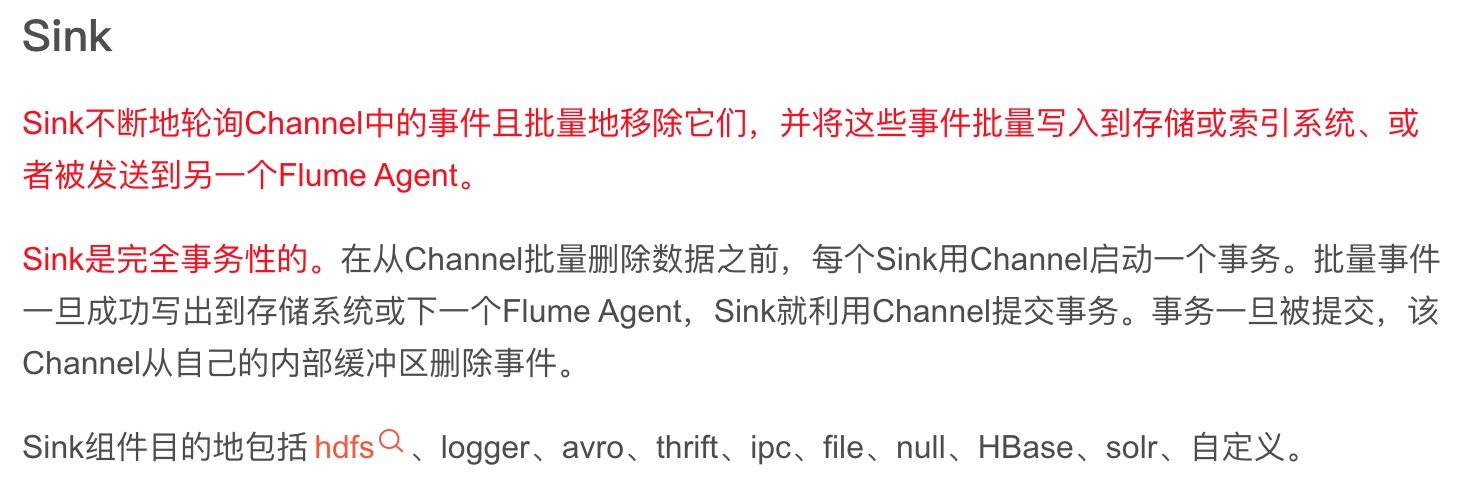 Sink
Sink不断地轮询Channel中的事件且批量地移除它们，并将这些事件批量写入到存储或索引系统、或
者被发送到另一个Flume Agent。
Sink是完全事务性的。在从Channel批量删除数据之前，每个Sink用Channel启动一个事务。批量事件
一旦成功写出到存储系统或下一个Flume Agent，Sink就利用Channel提交事务。事务一旦被提交，该
Channel从自己的内部缓冲区删除事件。
Sink组件目的地包括hdfs、logger、avro、thrift、ipc、file、null、HBase、solr、自定义。